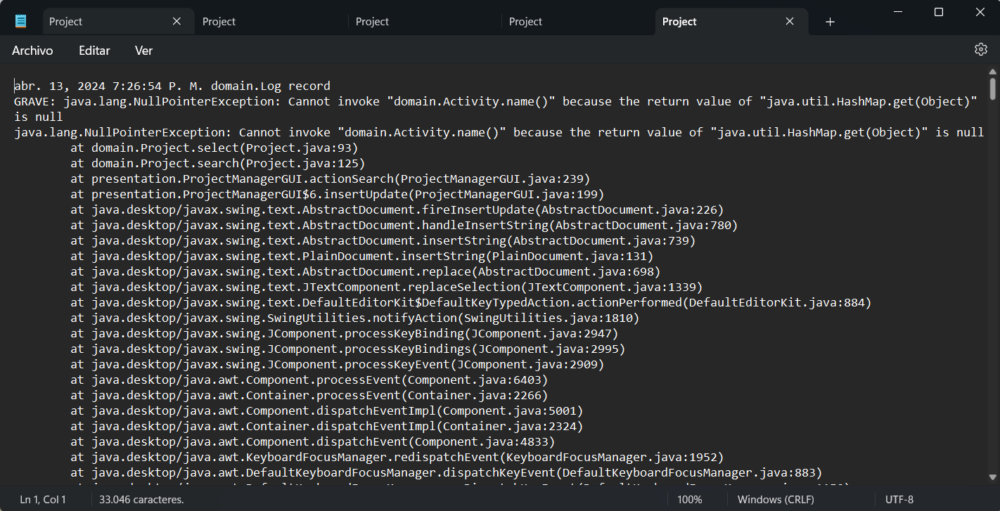 Project
Project
Project
Project
Project
Archivo Editar Ver
abr. 13, 2024 7:26:54 P. M. domain.Log record
GRAVE: java.lang.NullPointerException: Cannot invoke "domain.Activity.name()" because the return value of "java.util.HashMap.get(Object)"
is null
java.lang.NullPointerException: Cannot invoke "domain.Activity.name()" because the return value of "java.util.HashMap.get(Object)" is null
at domain.Project.select(Project.java:93)
at domain.Project.search(Project.java:125)
at presentation.ProjectManagerGUI.actionSearch(ProjectManagerGUI.java:239)
at presentation.ProjectManagerGUI$6.insertUpdate(ProjectManagerGUI.java:199)
at java.desktop/javax.swing.text.AbstractDocument.fireInsertUpdate(AbstractDocument.java:226)
at java.desktop/javax.swing.text.AbstractDocument.handleInsertString(AbstractDocument.java:780)
at java.desktop/javax.swing.text.AbstractDocument.insertString(AbstractDocument.java:739)
at java.desktop/javax.swing.text.PlainDocument.insertString(PlainDocument.java:131)
at java.desktop/javax.swing.text.AbstractDocument.replace(AbstractDocument.java:698)
at java.desktop/javax.swing.text.JTextComponent.replaceSelection(JTextComponent.java:1339)
at java.desktop/javax.swing.text.DefaultEditorKit$DefaultKeyTypedAction.actionPerformed(DefaultEditorKit.java:884)
at java.desktop/javax.swing.SwingUtilities.notifyAction(SwingUtilities.java:1810)
at java.desktop/javax.swing.JComponent.processKeyBinding(JComponent.java:2947)
at java.desktop/javax.swing.JComponent.processKeyBindings(JComponent.java:2995)
at java.desktop/javax.swing.JComponent.processKeyEvent(JComponent.java:2909)
at java.desktop/java.awt.Component.processEvent(Component.java:6403)
at java.desktop/java.awt.Container.processEvent(Container.java:2266)
at java.desktop/java.awt.Component.dispatchEventImpl(Component.java:5001)
at java.desktop/java.awt.Container.dispatchEventImpl(Container.java:2324)
at java.desktop/java.awt.Component.dispatchEvent(Component.java:4833)
at java.desktop/java.awt.KeyboardFocusManager.redispatchEvent(KeyboardFocusManager.java:1952)
at java.desktop/java.awt.DefaultKeyboardFocusManager.dispatchKeyEvent(DefaultKeyboardFocusManager.java:883)
Ln 1, Col 1 33.046 caracteres. 100% Windows (CRLF) UTF-8